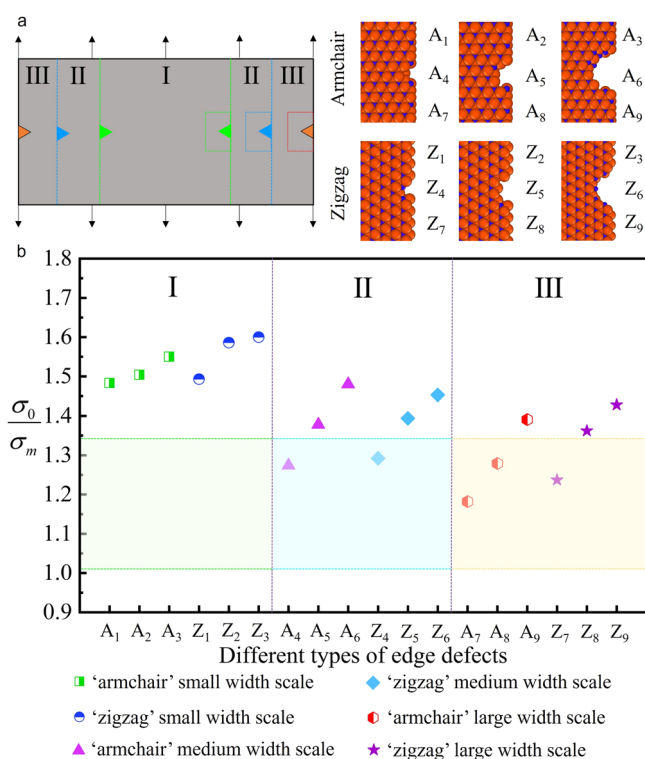 a
III II I II III
Armchair
A1 A2 A3
A4 A5 A6
A7 A8 A9
Zigzag
Z1 Z2 Z3
Z4 Z5 Z6
Z7 Z8 Z9
b
I II III
σ0
σm
1.8
1.7
1.6
1.5
1.4
1.3
1.2
1.1
1.0
0.9
A1 A2 A3 Z1 Z2 Z3 A4 A5 A6 Z4 Z5 Z6 A7 A8 A9 Z7 Z8 Z9
Different types of edge defects
‘armchair’ small width scale
‘zigzag’ medium width scale
‘zigzag’ small width scale
‘armchair’ large width scale
‘armchair’ medium width scale
‘zigzag’ large width scale